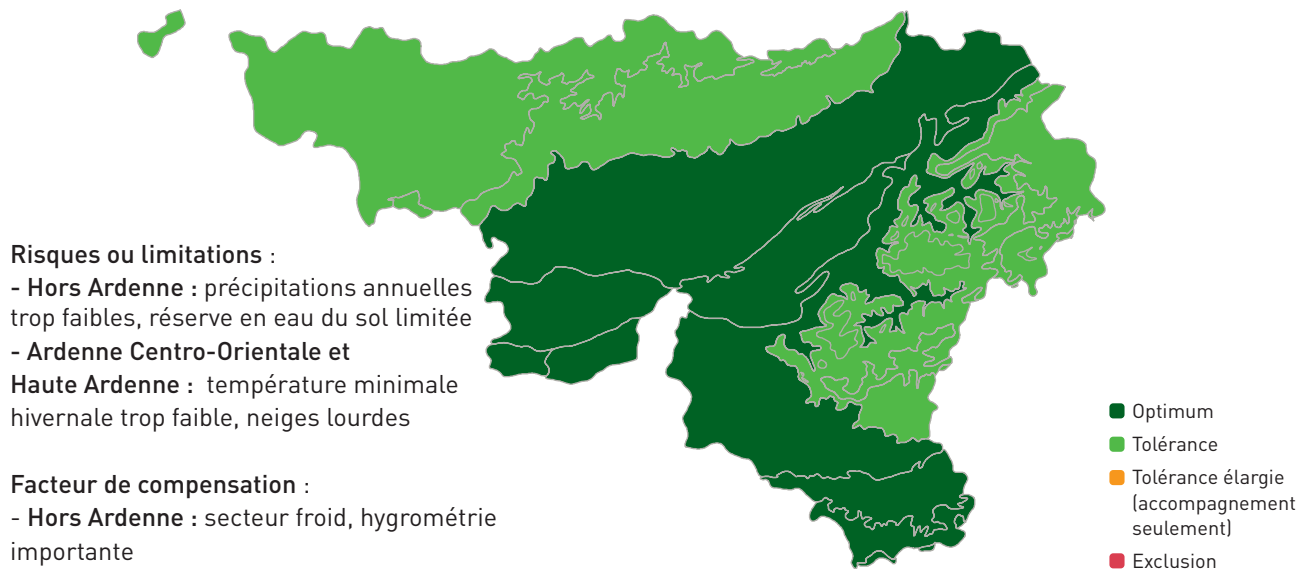 Risques ou limitations :
- Hors Ardenne : précipitations annuelles
trop faibles, réserve en eau du sol limitée
- Ardenne Centro-Orientale et
Haute Ardenne : température minimale
hivernale trop faible, neiges lourdes
Facteur de compensation :
- Hors Ardenne : secteur froid, hygrométrie
importante
Optimum
Tolérance
Tolérance élargie
(accompagnement
seulement)
Exclusion